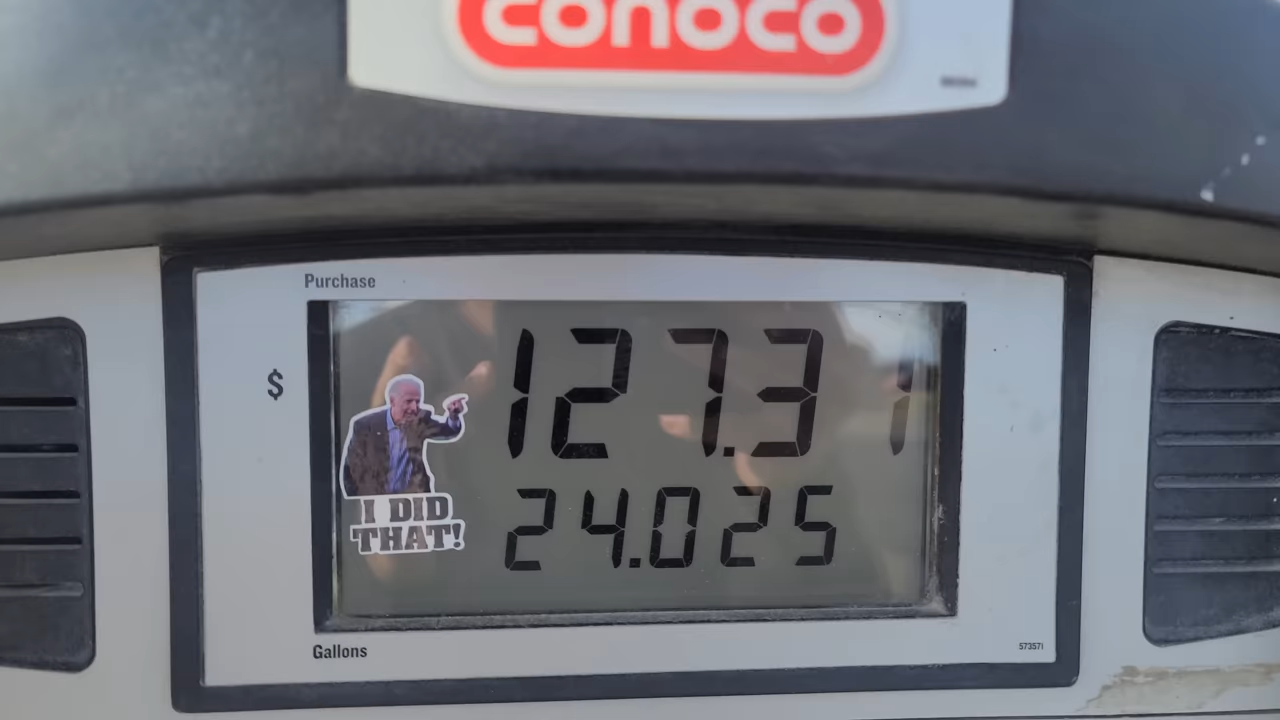 conoco
Purchase
$
127.31
24.025
I DID
THAT!
Gallons
573571